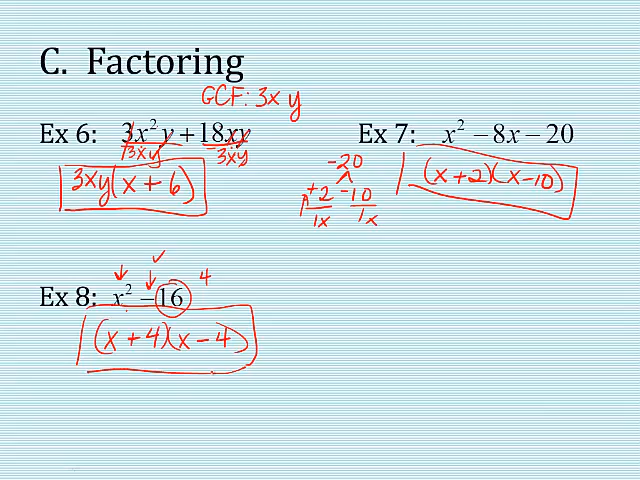 C. Factoring
GCF: 3xy
Ex 6: 3x²y + 18xy
3xy 3xy
3xy(x + 6)
Ex 7: x² − 8x − 20
−20
+2 −10
1x 1x
(x+2)(x−10)
4
Ex 8: x² − 16
(x + 4)(x − 4)